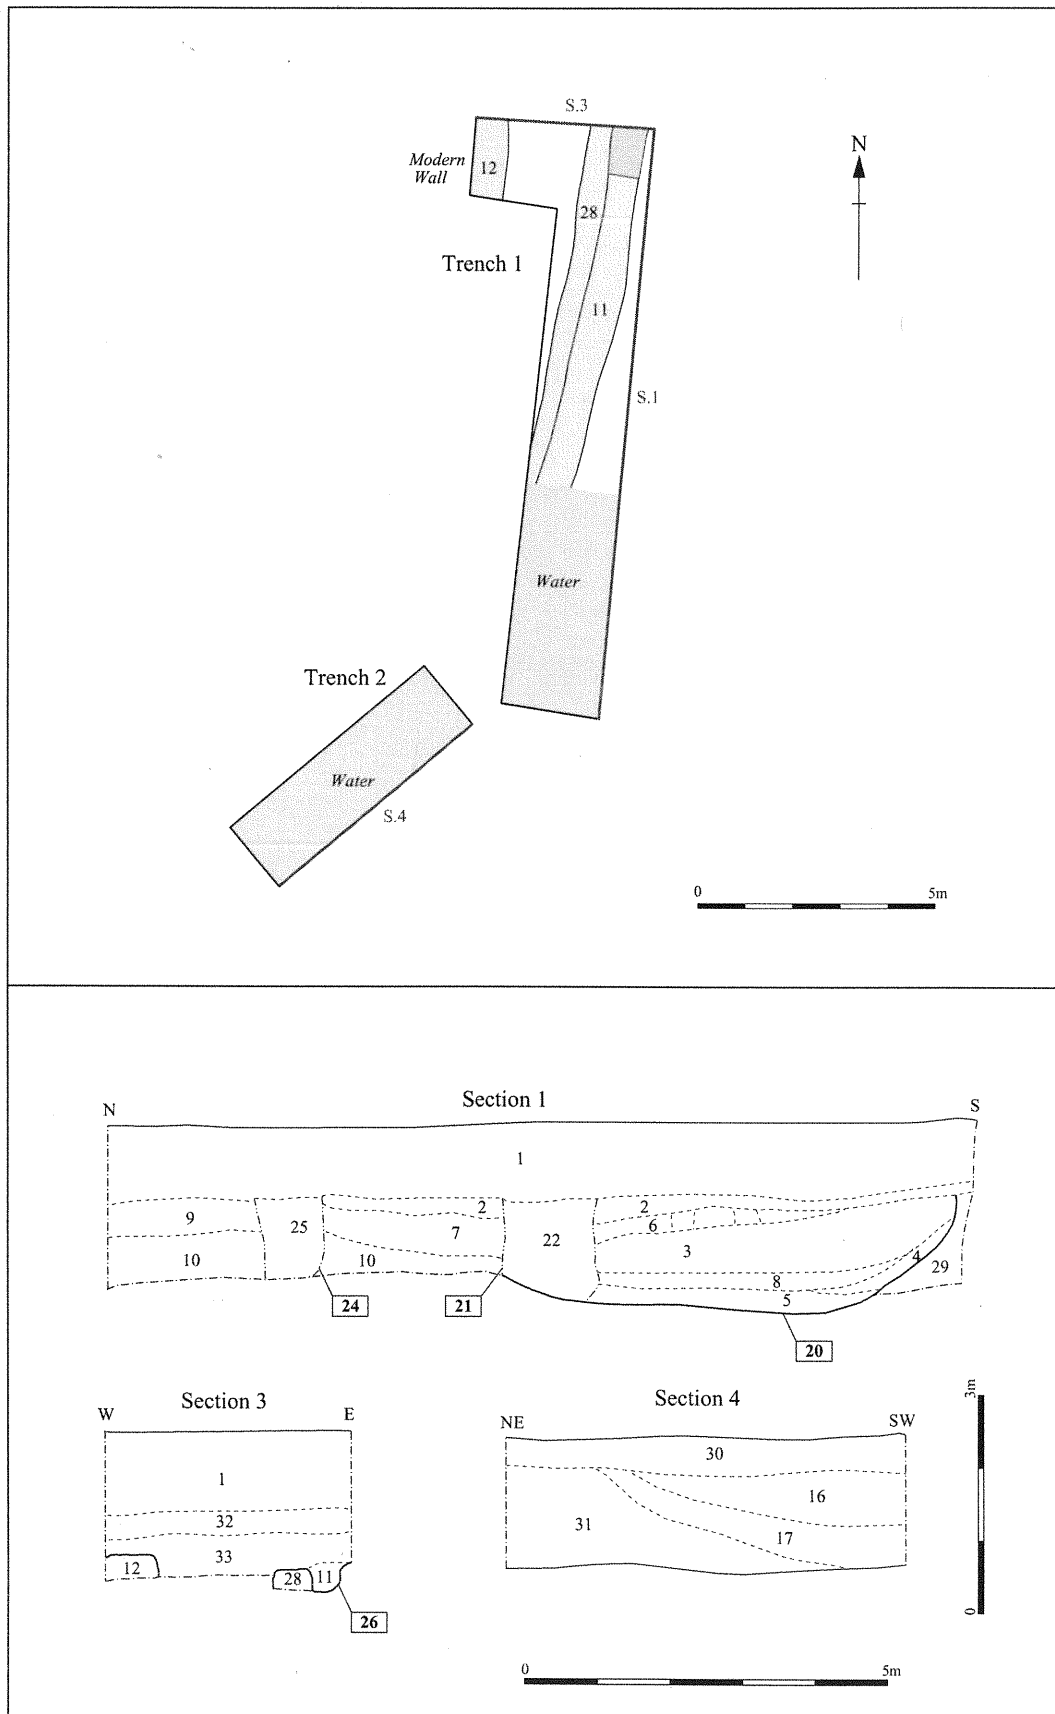 S.3
N
Modern
Wall
12
28
Trench 1
11
S.1
Water
Trench 2
Water
S.4
0 5m
N Section 1 S
1
9 25 2 7 22 2 6 3 4 29
10 10 8 5
24 21 20
Section 3
W E
1
32
33
12 28 11
26
Section 4
NE SW
30
16
31 17
3m
0
0 5m